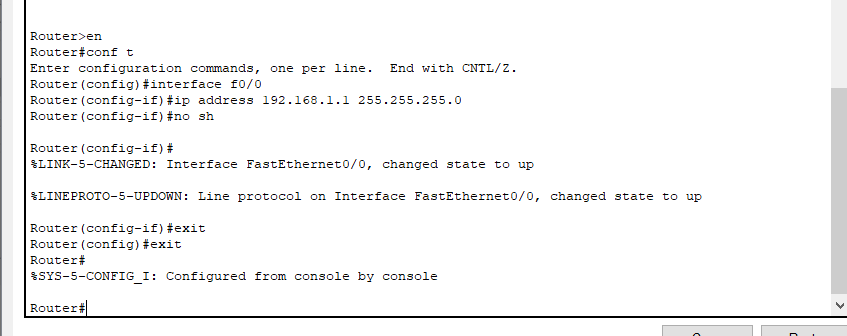 Router>en
Router#conf t
Enter configuration commands, one per line.  End with CNTL/Z.
Router(config)#interface f0/0
Router(config-if)#ip address 192.168.1.1 255.255.255.0
Router(config-if)#no sh
Router(config-if)#
%LINK-5-CHANGED: Interface FastEthernet0/0, changed state to up
%LINEPROTO-5-UPDOWN: Line protocol on Interface FastEthernet0/0, changed state to up
Router(config-if)#exit
Router(config)#exit
Router#
%SYS-5-CONFIG_I: Configured from console by console
Router#